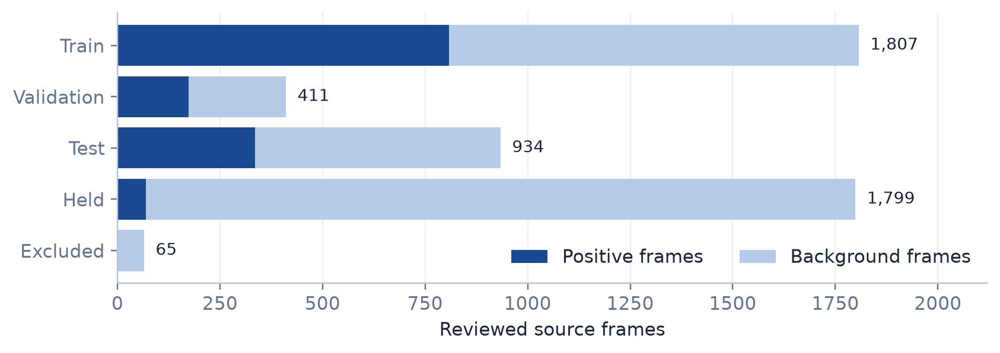 Train
1,807
Validation
411
Test
934
Held
1,799
Excluded
65
Positive frames
Background frames
0 250 500 750 1000 1250 1500 1750 2000
Reviewed source frames